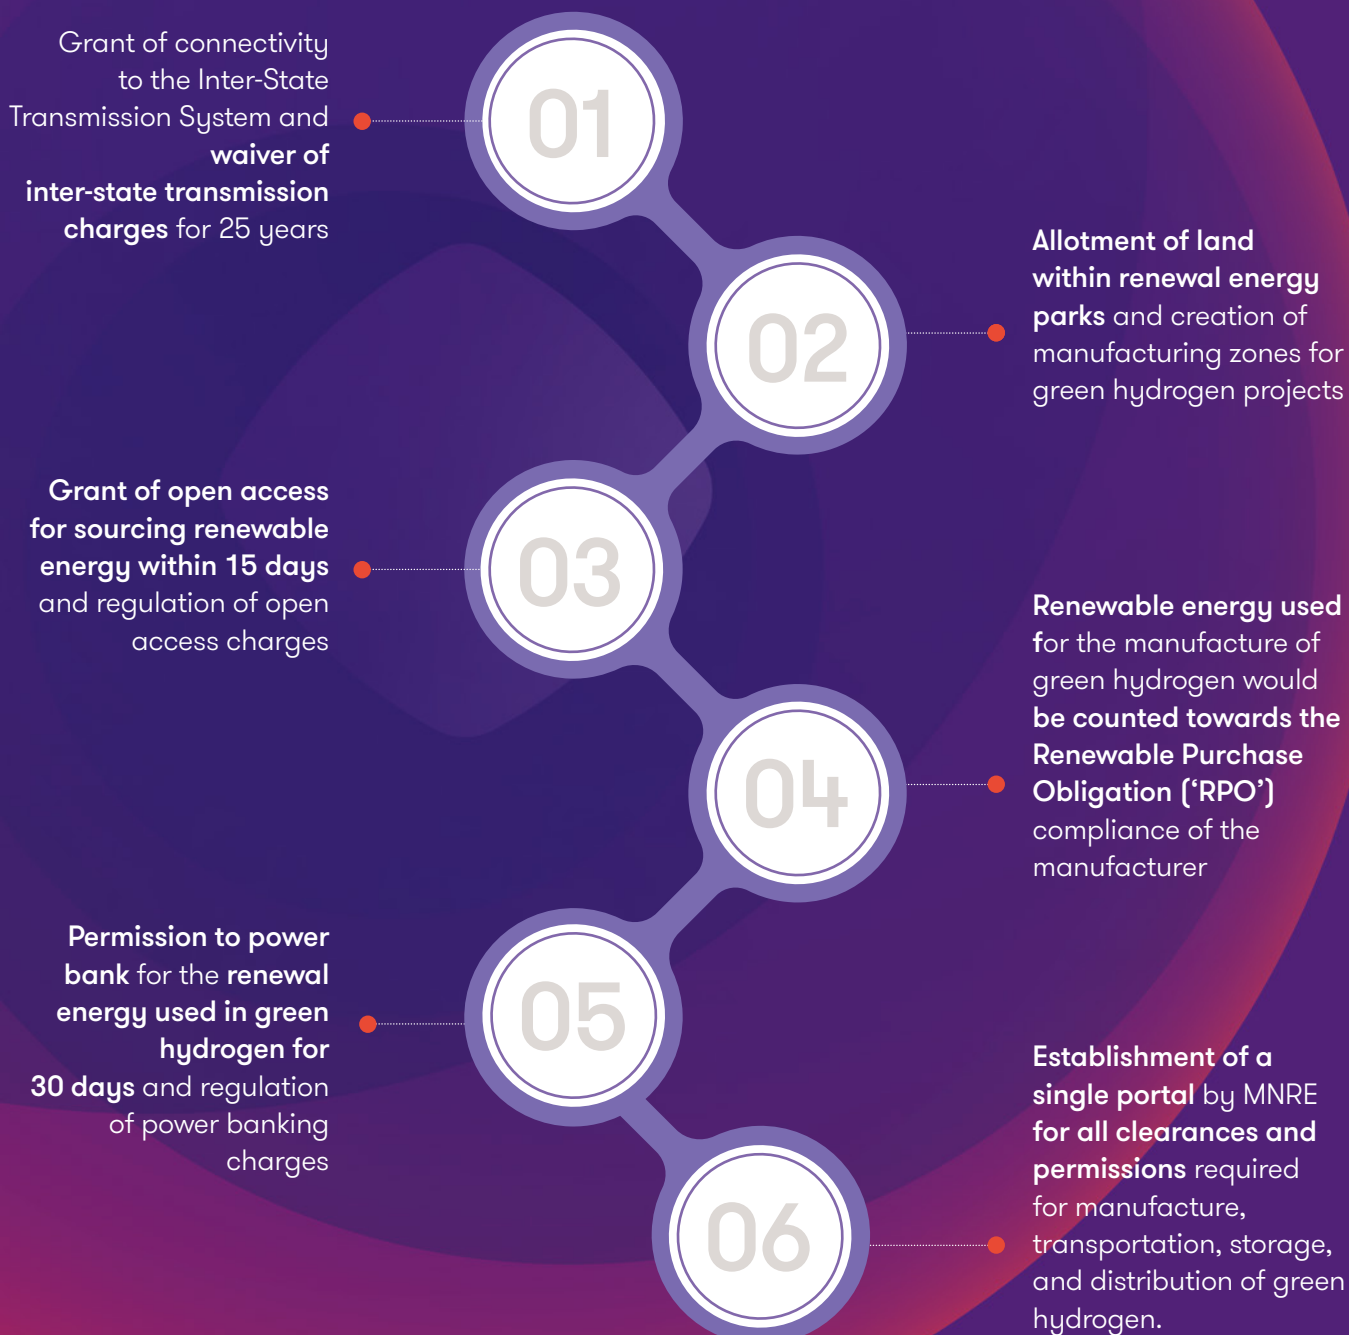 01
Grant of connectivity
to the Inter-State
Transmission System and
waiver of
inter-state transmission
charges for 25 years
02
Allotment of land
within renewal energy
parks and creation of
manufacturing zones for
green hydrogen projects
03
Grant of open access
for sourcing renewable
energy within 15 days
and regulation of open
access charges
04
Renewable energy used
for the manufacture of
green hydrogen would
be counted towards the
Renewable Purchase
Obligation (‘RPO’)
compliance of the
manufacturer
05
Permission to power
bank for the renewal
energy used in green
hydrogen for
30 days and regulation
of power banking
charges
06
Establishment of a
single portal by MNRE
for all clearances and
permissions required
for manufacture,
transportation, storage,
and distribution of green
hydrogen.